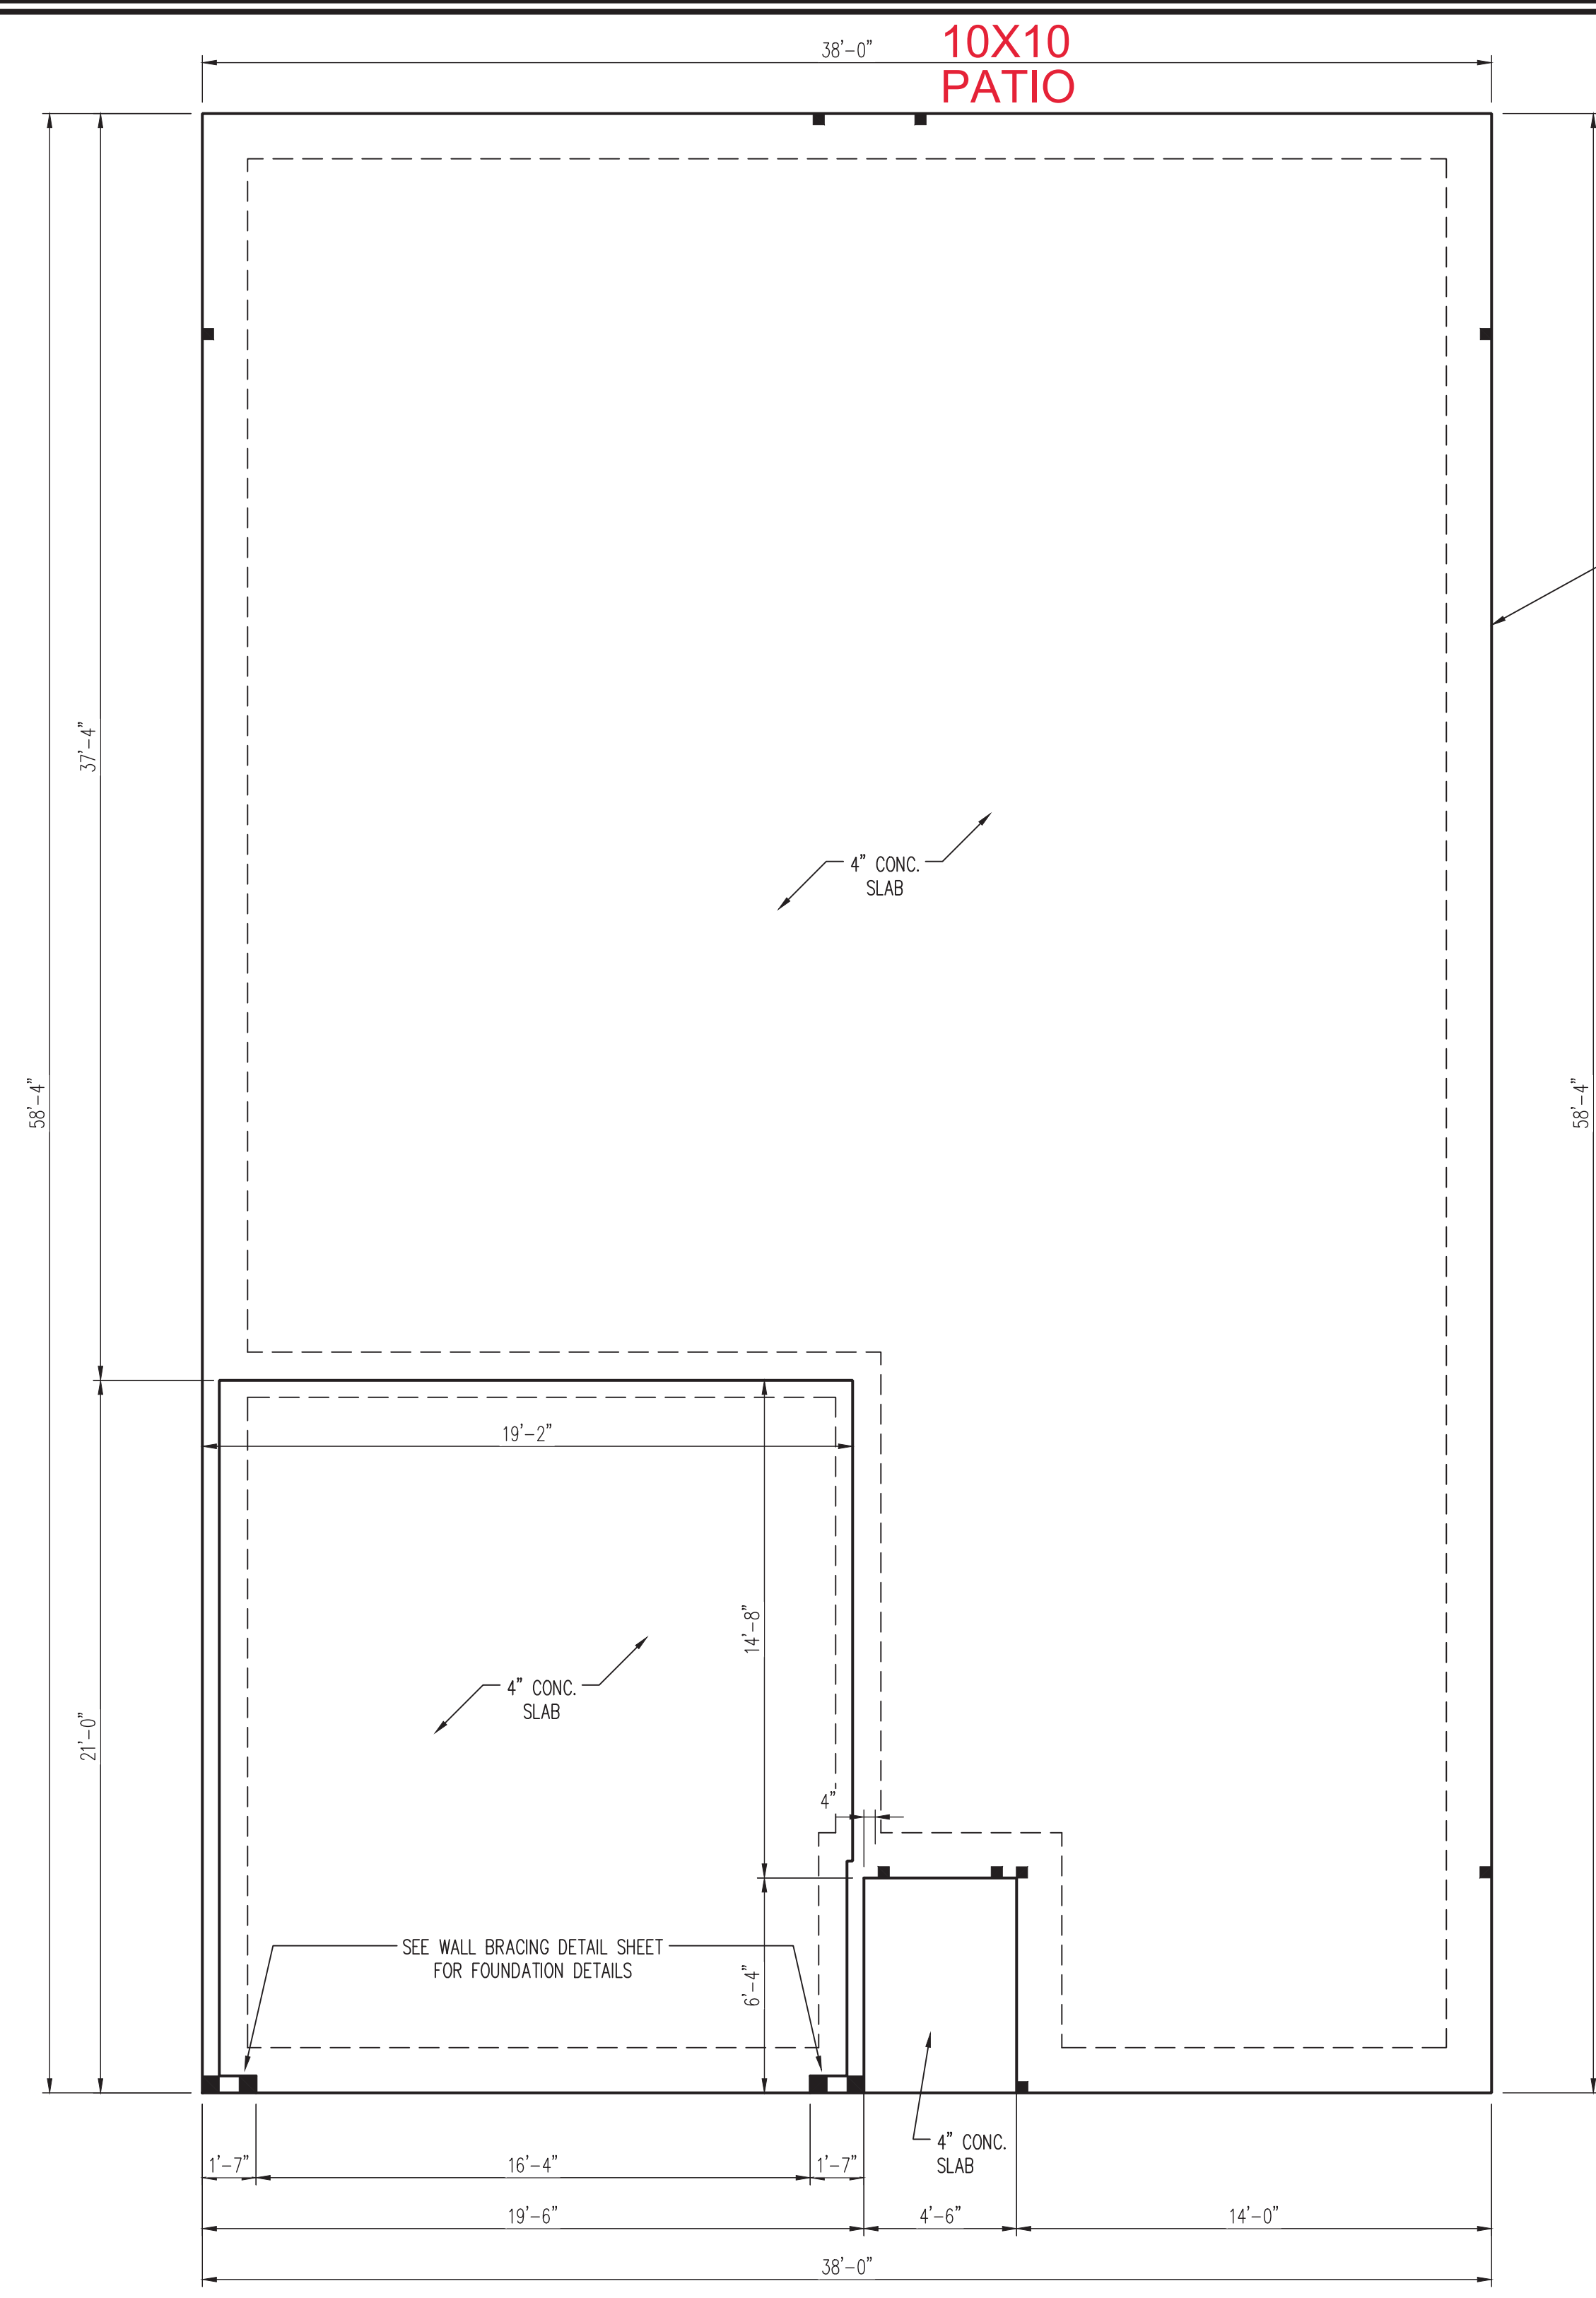 38'-0"
10X10
PATIO
37'-4"
58'-4"
58'-4"
4" CONC.
SLAB
19'-2"
14'-8"
4" CONC.
SLAB
21'-0"
4"
SEE WALL BRACING DETAIL SHEET
FOR FOUNDATION DETAILS
6'-4"
4" CONC.
SLAB
1'-7"
16'-4"
1'-7"
19'-6"
4'-6"
14'-0"
38'-0"